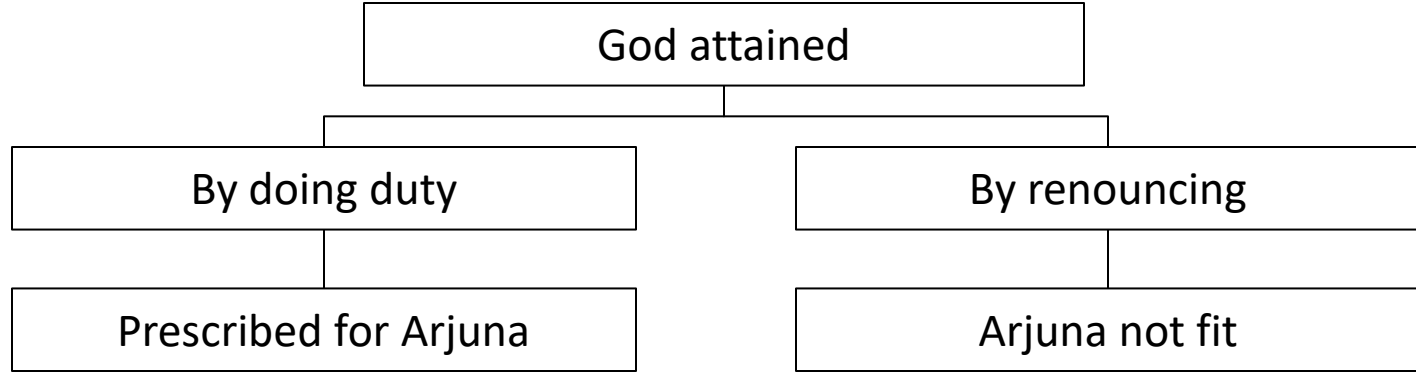 God attained
By doing duty
By renouncing
Prescribed for Arjuna
Arjuna not fit